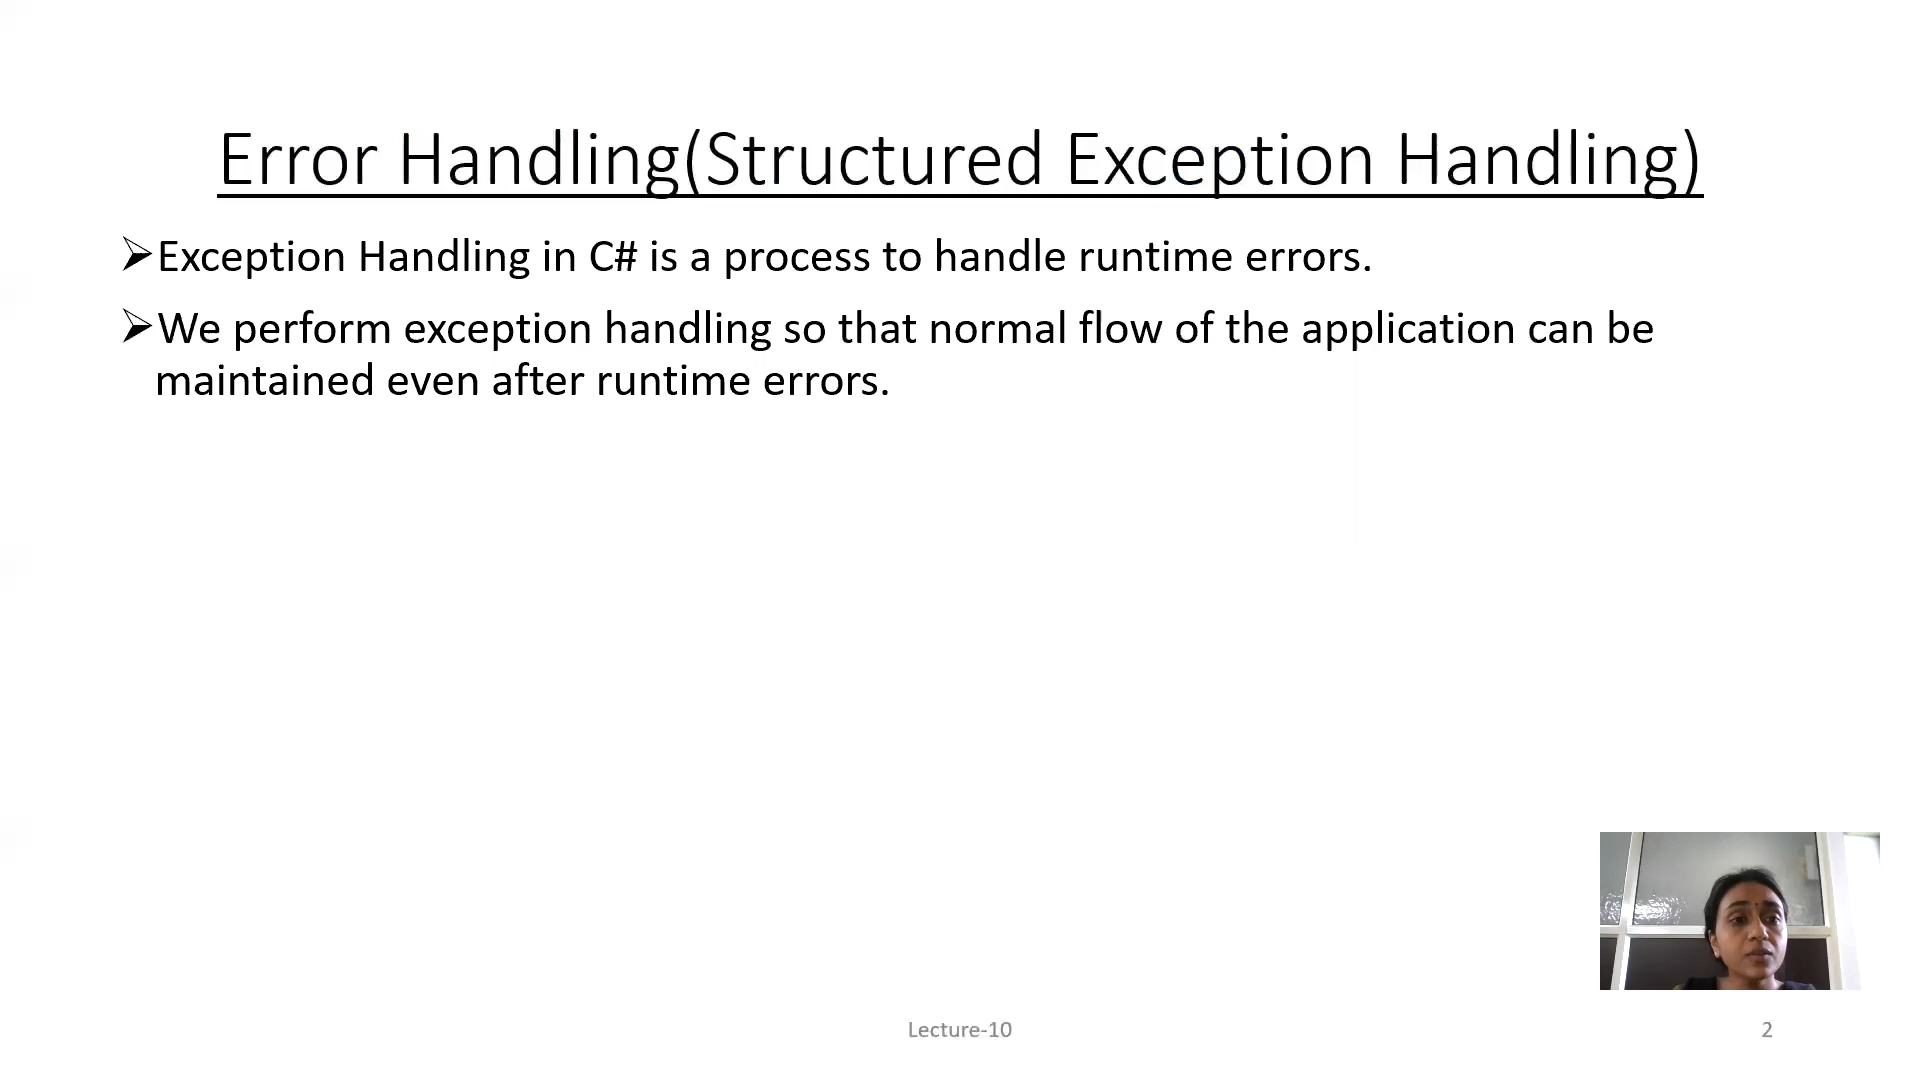 Error Handling(Structured Exception Handling)
➢Exception Handling in C# is a process to handle runtime errors.
➢We perform exception handling so that normal flow of the application can be
maintained even after runtime errors.
Lecture-10
2